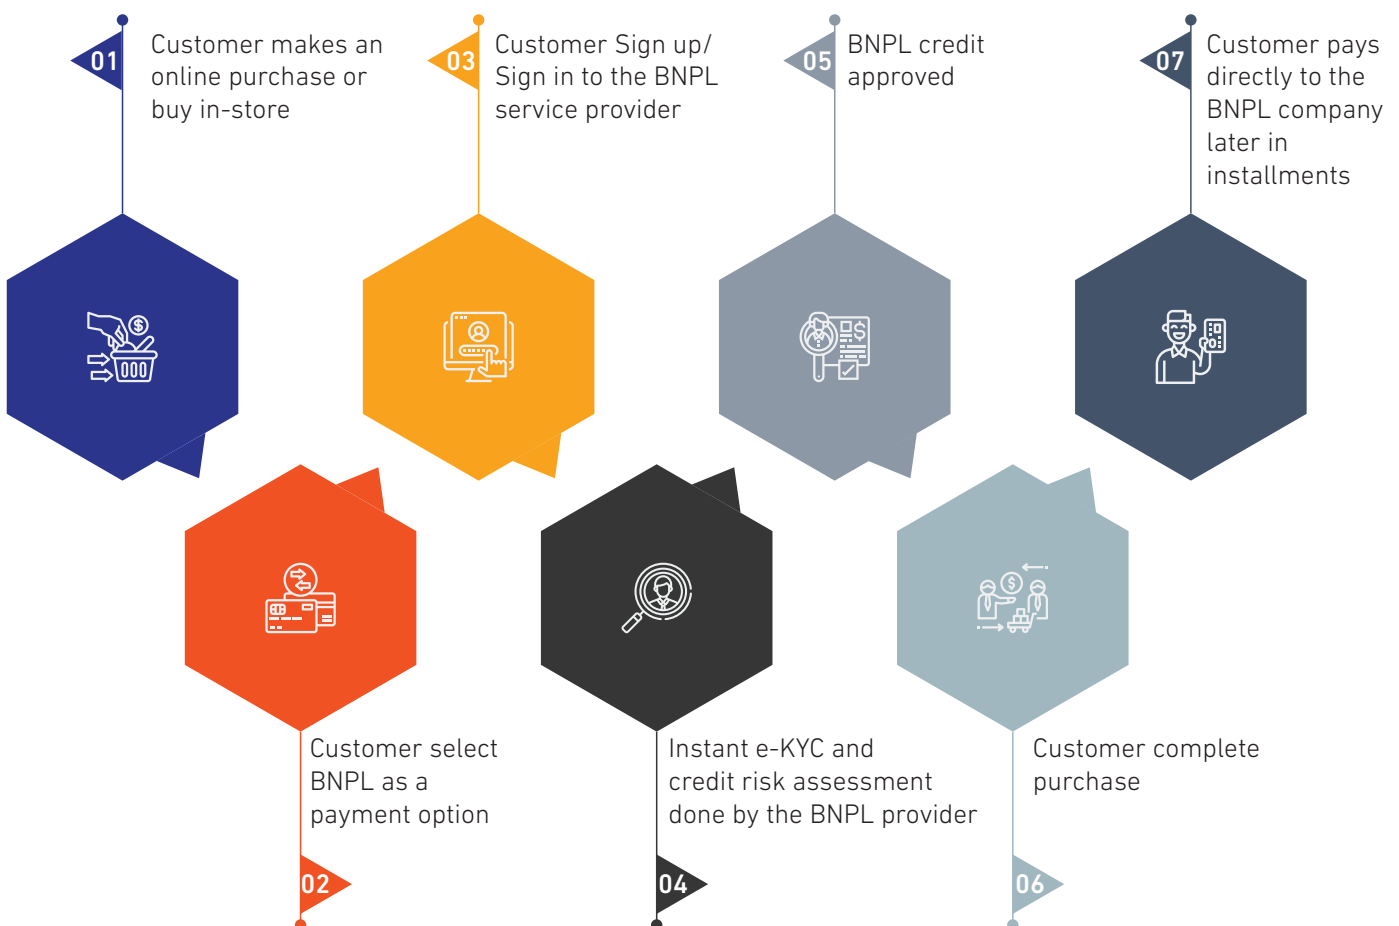 01
Customer makes an
online purchase or
buy in-store
02
Customer select
BNPL as a
payment option
03
Customer Sign up/
Sign in to the BNPL
service provider
04
Instant e-KYC and
credit risk assessment
done by the BNPL provider
05
BNPL credit
approved
06
Customer complete
purchase
07
Customer pays
directly to the
BNPL company
later in
installments